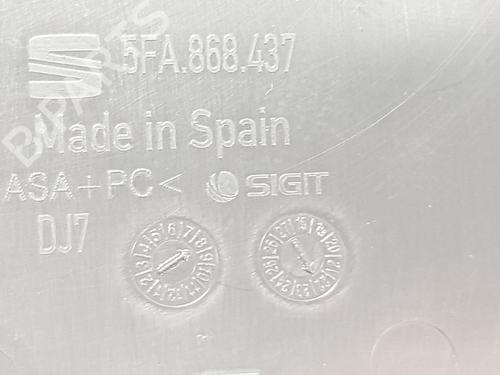 5FA.868.437
Made in Spain
ASA+PC<
SIGIT
DJ7